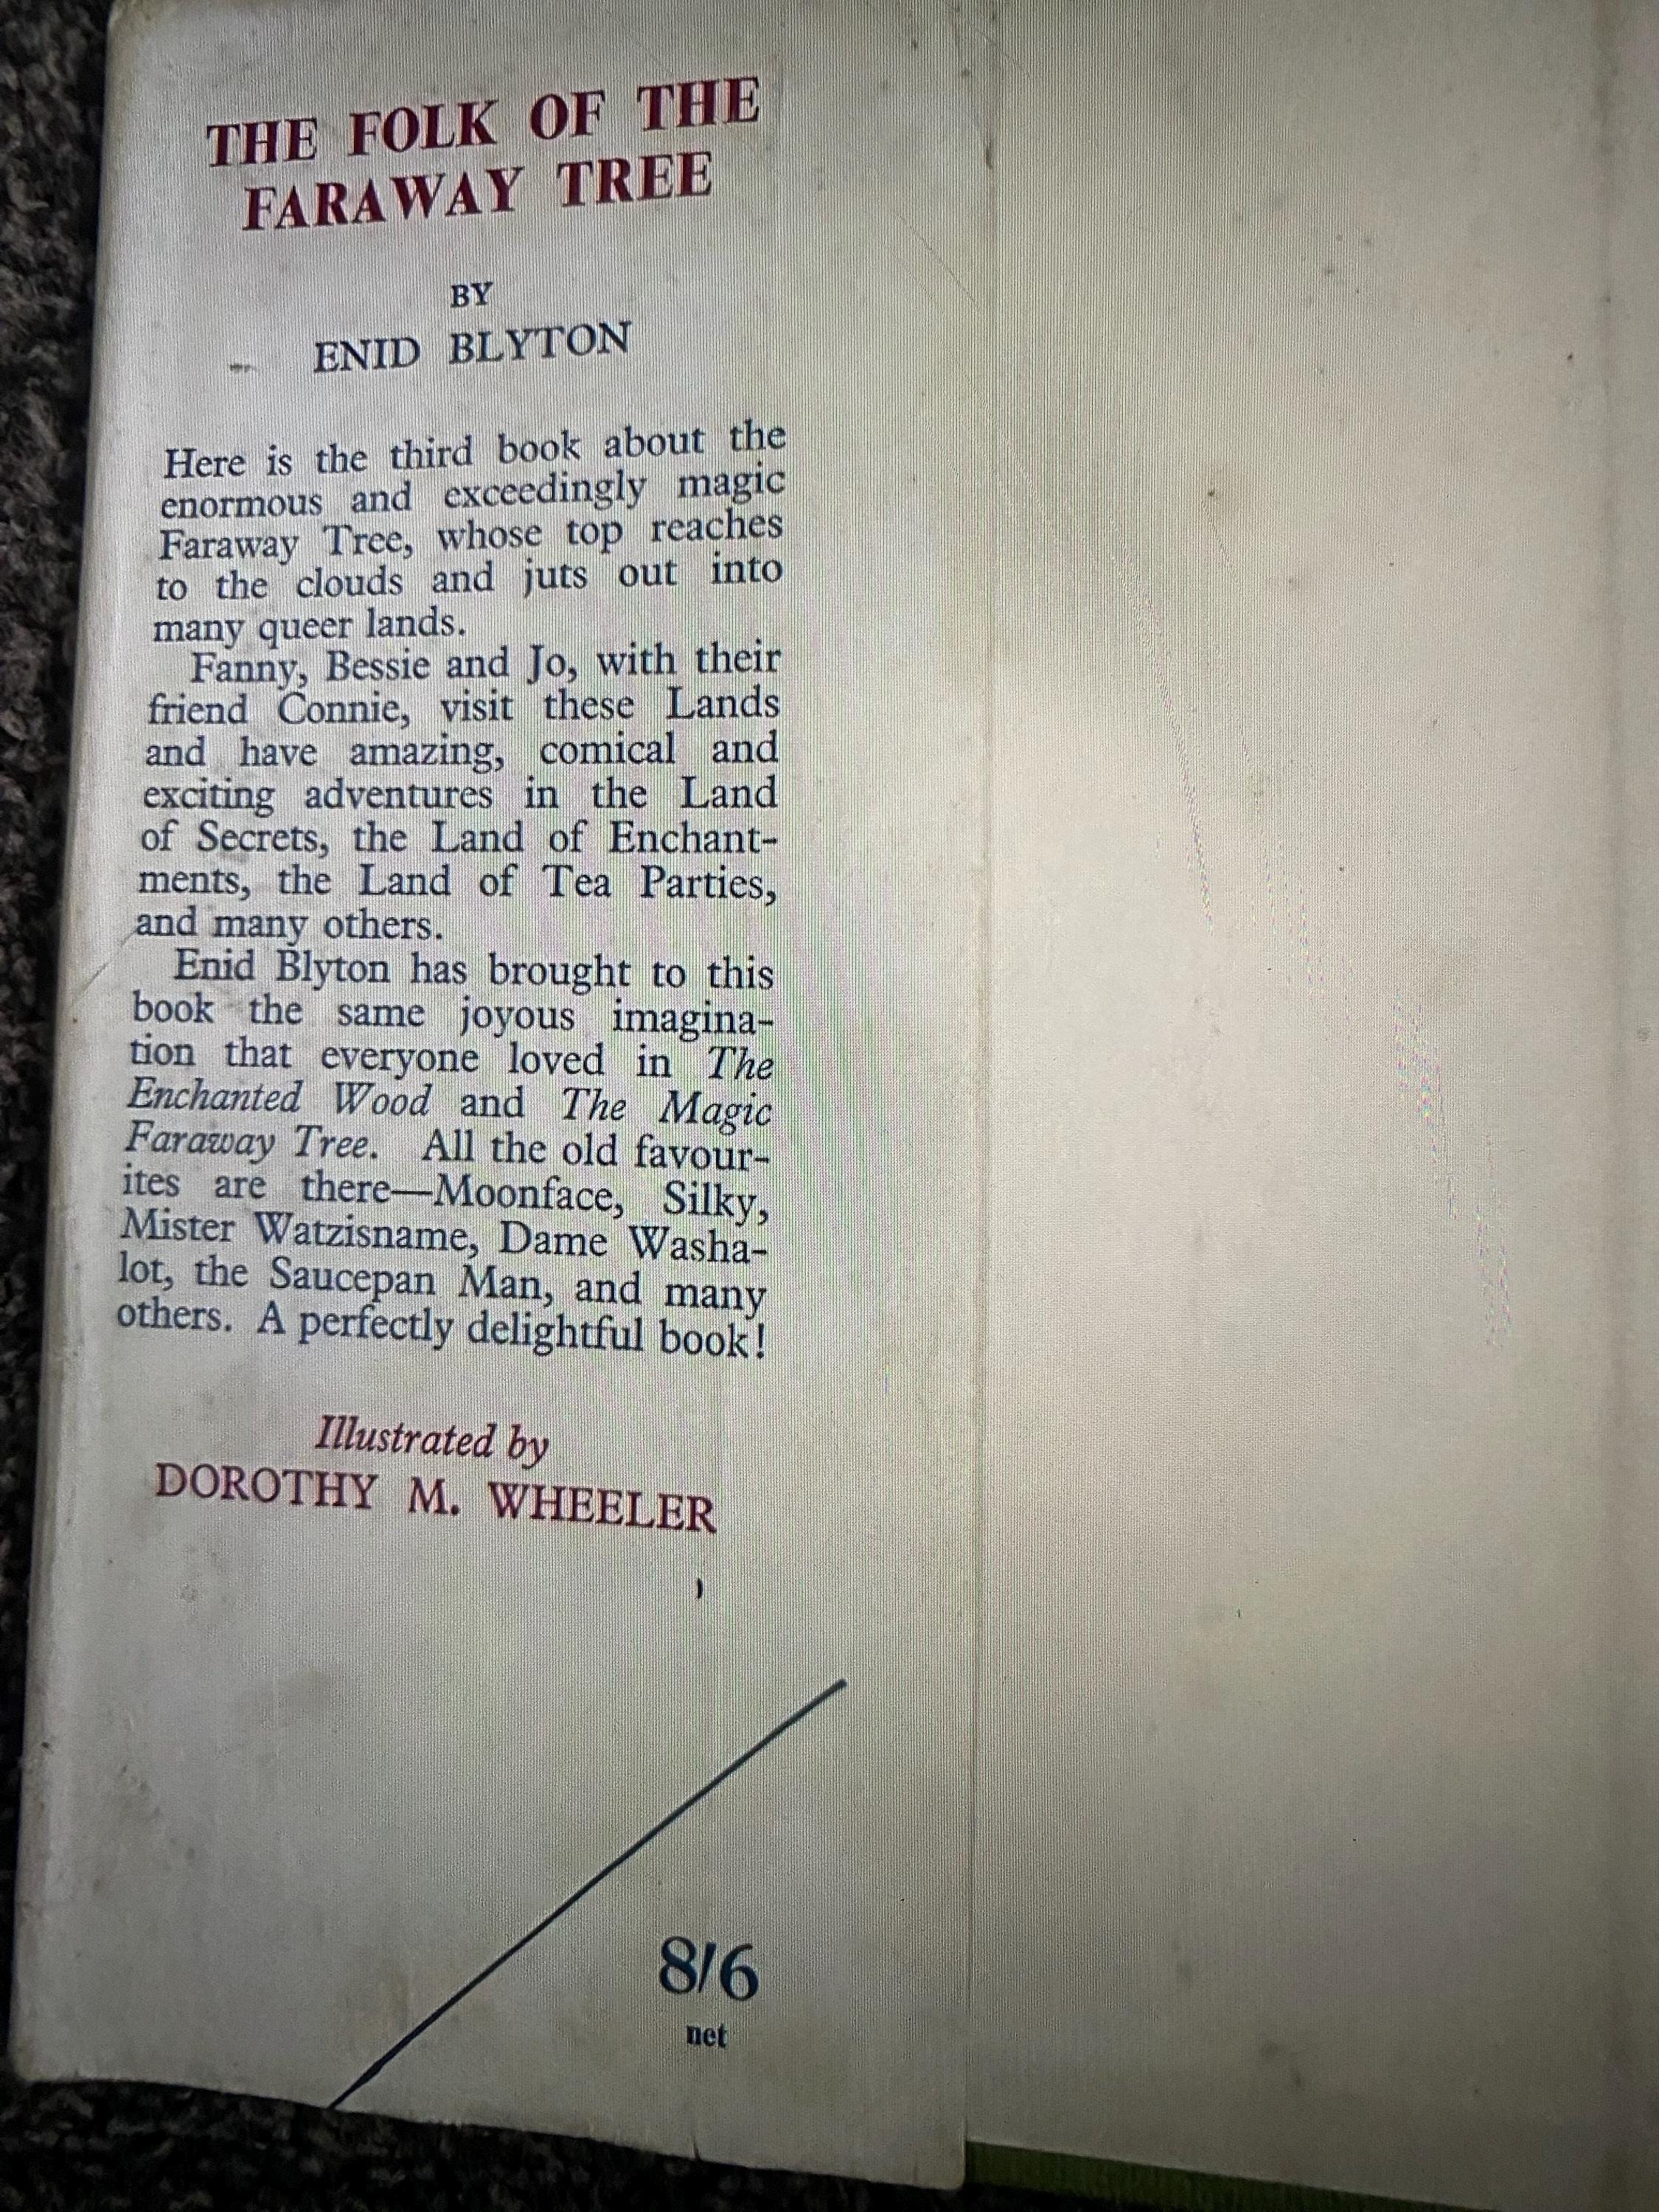 THE FOLK OF THE
FARAWAY TREE
BY
ENID BLYTON
Here is the third book about the
enormous and exceedingly magic
Faraway Tree, whose top reaches
to the clouds and juts out into
many queer lands.
Fanny, Bessie and Jo, with their
friend Connie, visit these Lands
and have amazing, comical and
exciting adventures in the Land
of Secrets, the Land of Enchant-
ments, the Land of Tea Parties,
and many others.
Enid Blyton has brought to this
book the same joyous imagina-
tion that everyone loved in The
Enchanted Wood and The Magic
Faraway Tree. All the old favour-
ites are there—Moonface, Silky,
Mister Watzisname, Dame Washa-
lot, the Saucepan Man, and many
others. A perfectly delightful book!
Illustrated by
DOROTHY M. WHEELER
8/6
net